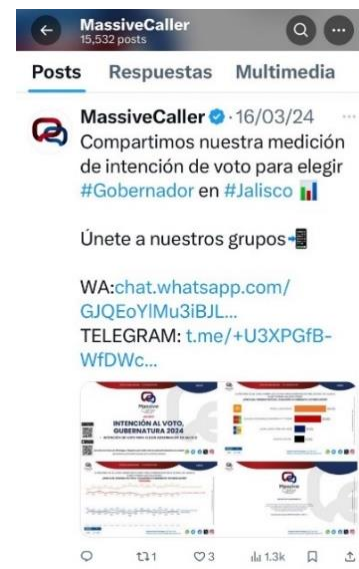 MassiveCaller
15,532 posts
Posts Respuestas Multimedia
MassiveCaller · 16/03/24
Compartimos nuestra medición
de intención de voto para elegir
#Gobernador en #Jalisco
Únete a nuestros grupos
WA:chat.whatsapp.com/
GJQEoYlMu3iBJL...
TELEGRAM: t.me/+U3XPGfB-
WfDWc...
Massive
INTENCIÓN AL VOTO,
GUBERNATURA 2024
Massive
1 3 1.3k